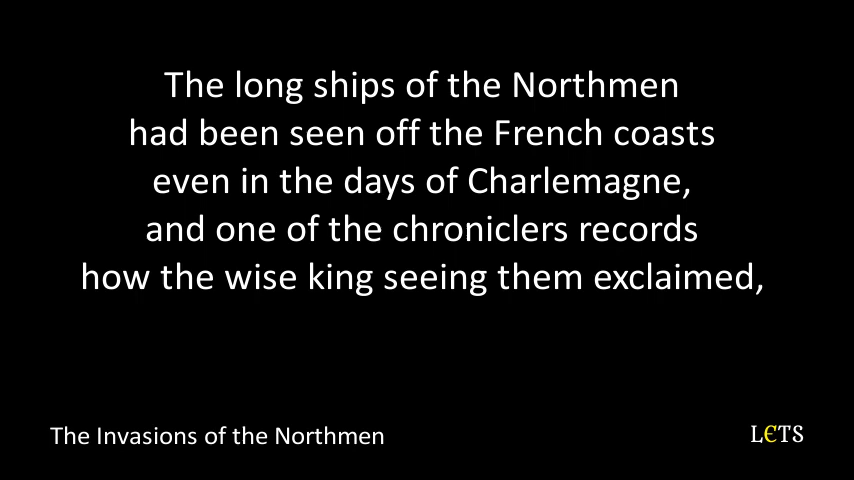 The long ships of the Northmen
had been seen off the French coasts
even in the days of Charlemagne,
and one of the chroniclers records
how the wise king seeing them exclaimed,
The Invasions of the Northmen
LЄTS